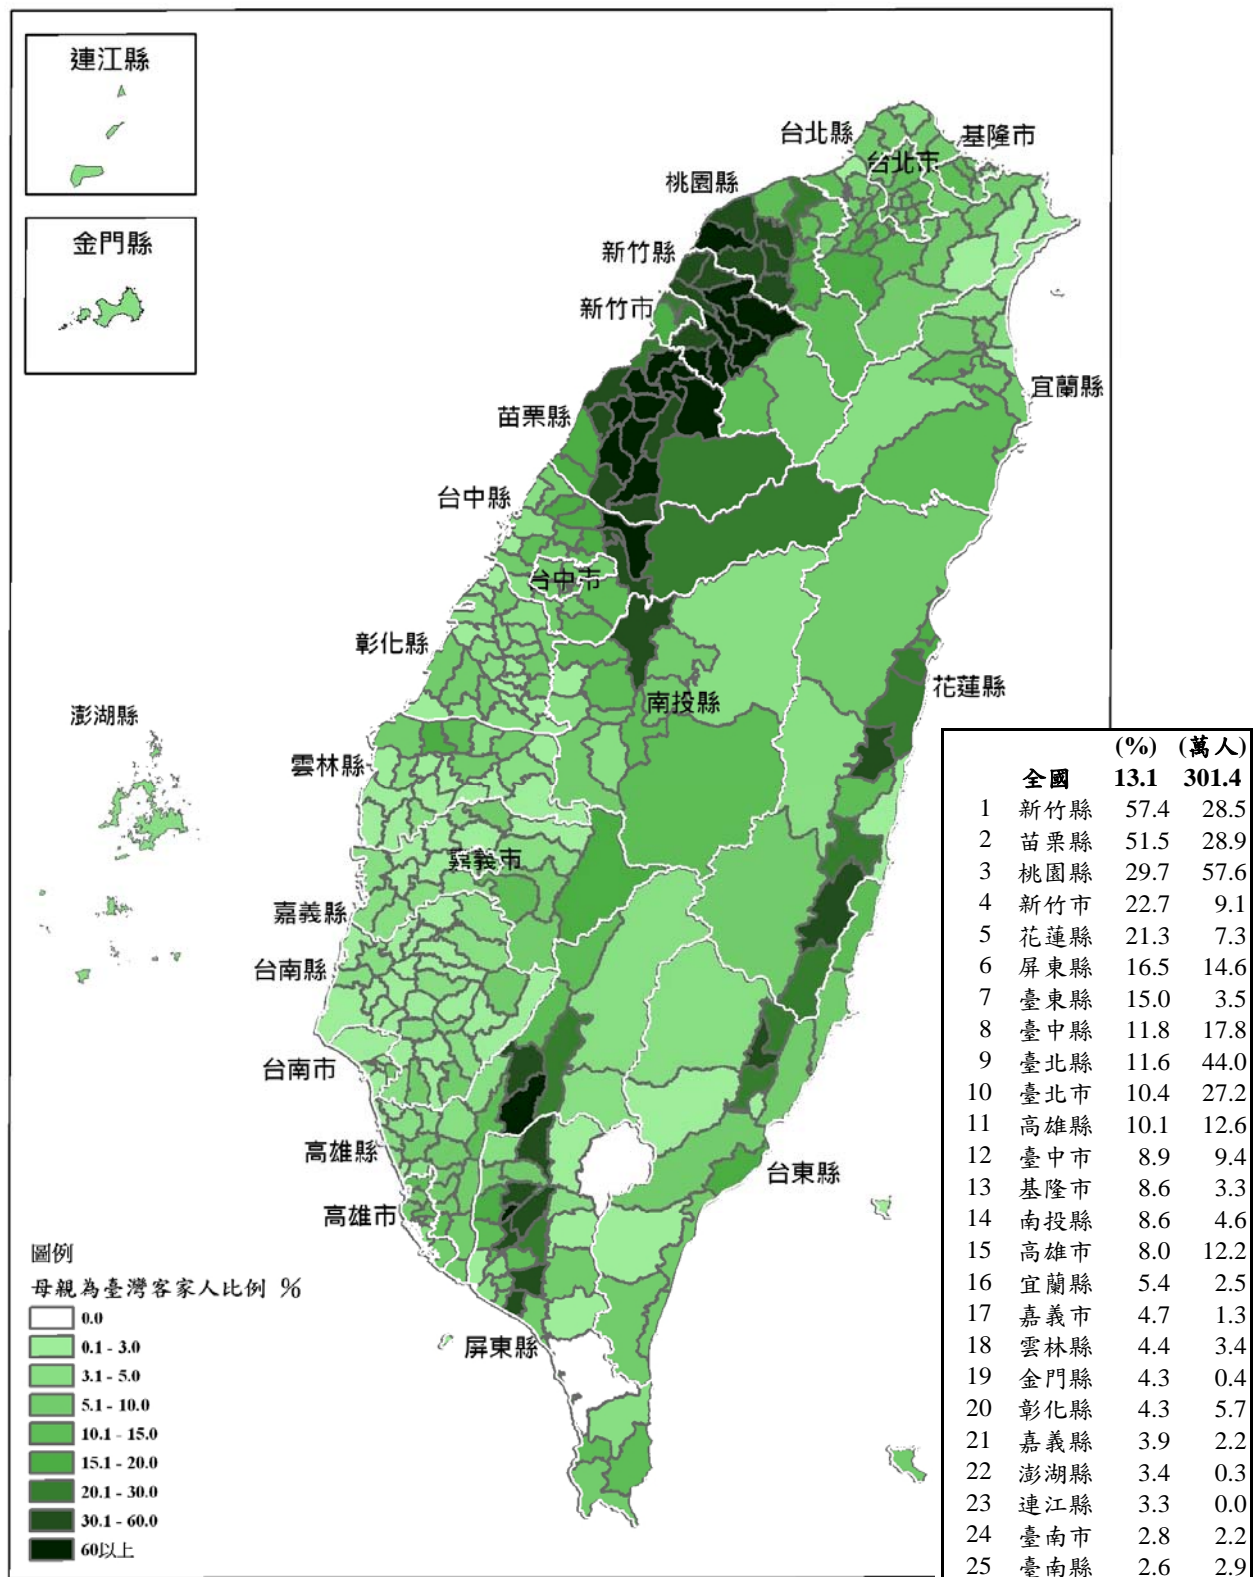 連江縣
金門縣
台北縣
基隆市
台北市
桃園縣
新竹縣
新竹市
宜蘭縣
苗栗縣
台中縣
台中市
彰化縣
花蓮縣
南投縣
澎湖縣
雲林縣
嘉義市
嘉義縣
台南縣
台南市
高雄縣
台東縣
高雄市
屏東縣
圖例
母親為臺灣客家人比例 %
0.0
0.1 - 3.0
3.1 - 5.0
5.1 - 10.0
10.1 - 15.0
15.1 - 20.0
20.1 - 30.0
30.1 - 60.0
60以上
(%) (萬人)
全國 13.1 301.4
1 新竹縣 57.4 28.5
2 苗栗縣 51.5 28.9
3 桃園縣 29.7 57.6
4 新竹市 22.7 9.1
5 花蓮縣 21.3 7.3
6 屏東縣 16.5 14.6
7 臺東縣 15.0 3.5
8 臺中縣 11.8 17.8
9 臺北縣 11.6 44.0
10 臺北市 10.4 27.2
11 高雄縣 10.1 12.6
12 臺中市 8.9 9.4
13 基隆市 8.6 3.3
14 南投縣 8.6 4.6
15 高雄市 8.0 12.2
16 宜蘭縣 5.4 2.5
17 嘉義市 4.7 1.3
18 雲林縣 4.4 3.4
19 金門縣 4.3 0.4
20 彰化縣 4.3 5.7
21 嘉義縣 3.9 2.2
22 澎湖縣 3.4 0.3
23 連江縣 3.3 0.0
24 臺南市 2.8 2.2
25 臺南縣 2.6 2.9